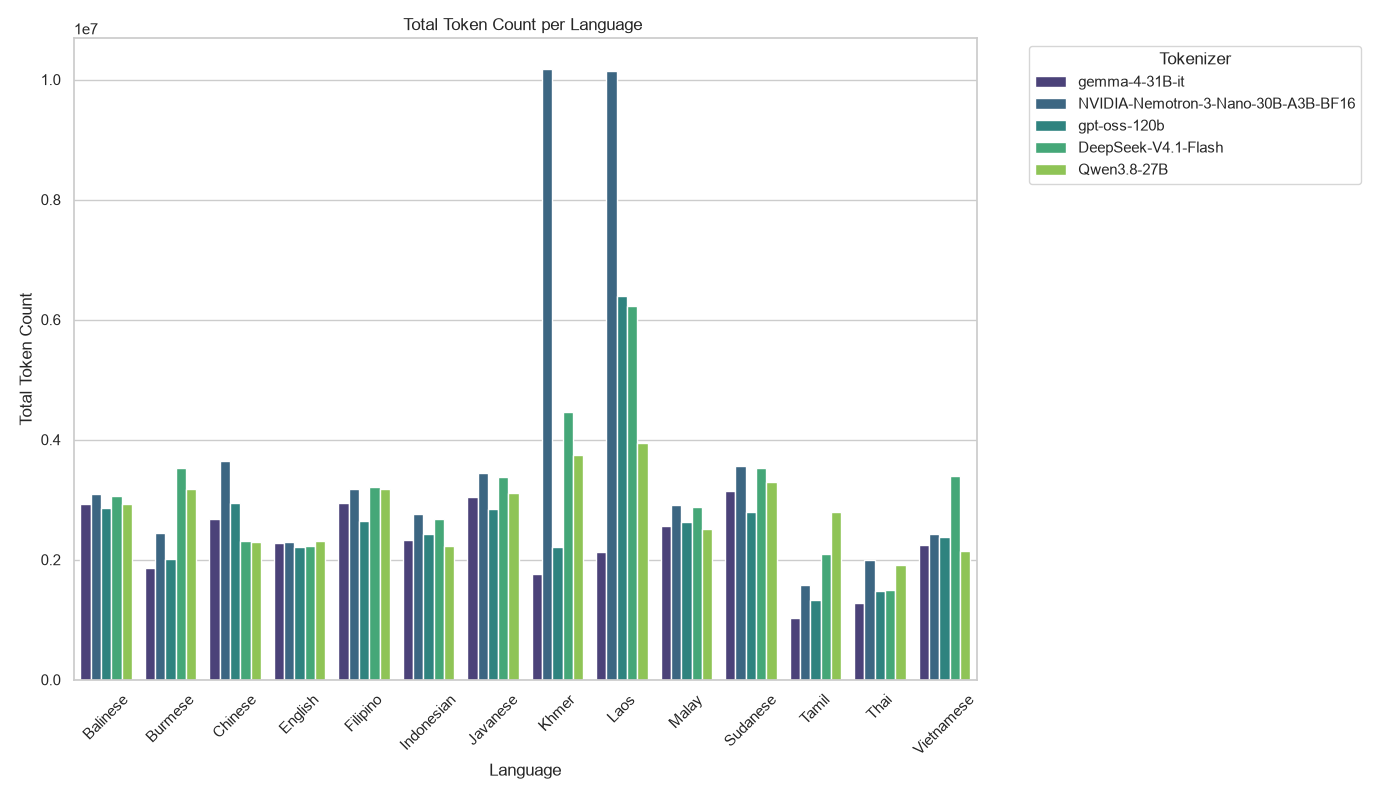 Total Token Count per Language
1e7
1.0
0.8
0.6
0.4
0.2
0.0
Total Token Count
Balinese
Burmese
Chinese
English
Filipino
Indonesian
Javanese
Khmer
Laos
Malay
Sudanese
Tamil
Thai
Vietnamese
Language
Tokenizer
gemma-4-31B-it
NVIDIA-Nemotron-3-Nano-30B-A3B-BF16
gpt-oss-120b
DeepSeek-V4.1-Flash
Qwen3.8-27B